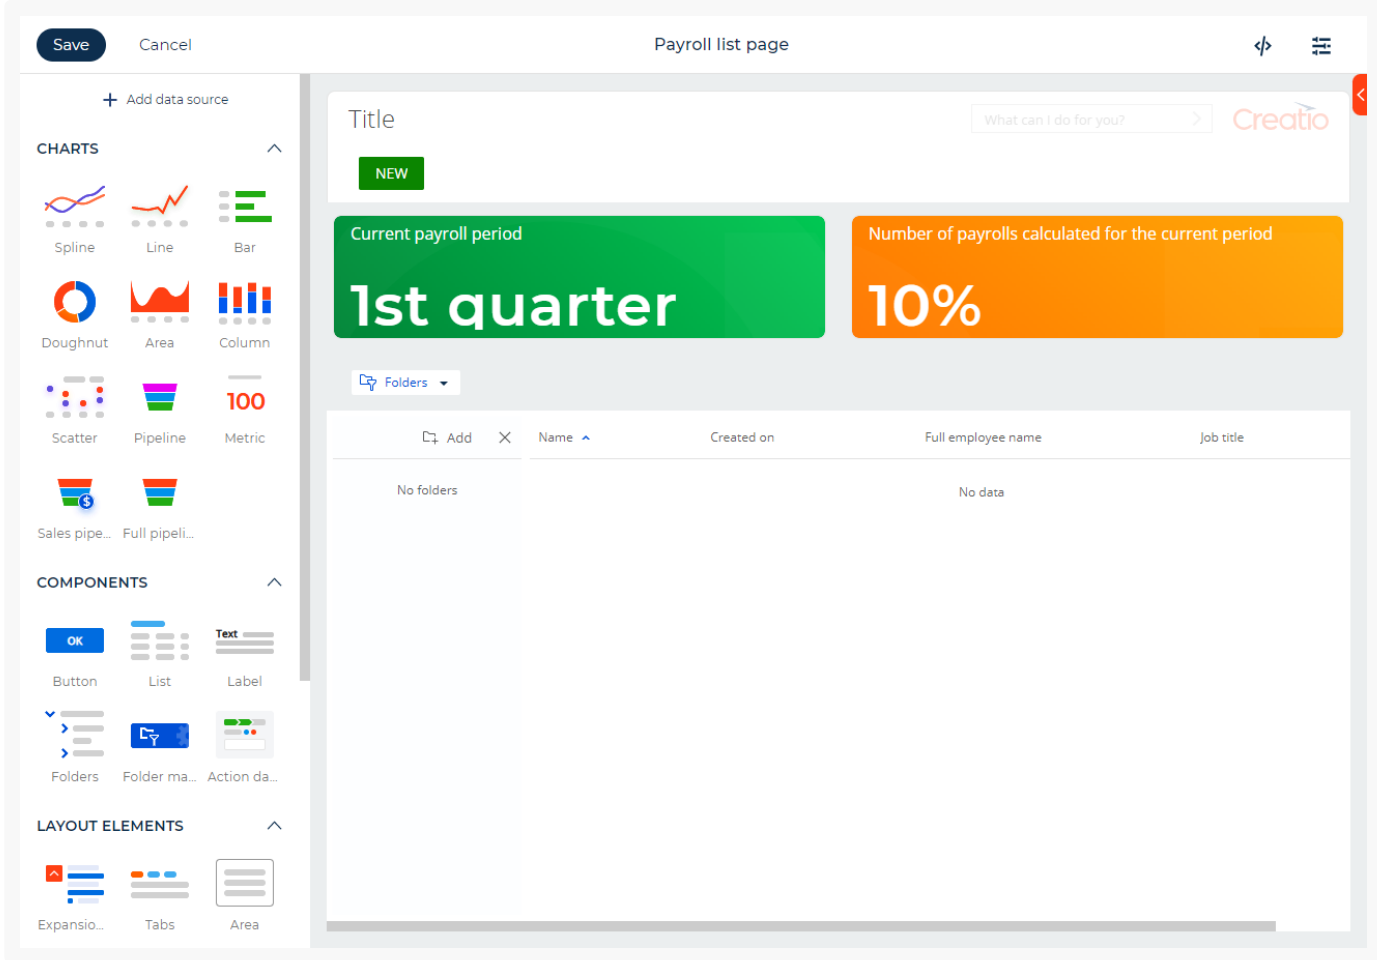 Save
Cancel
Payroll list page
Add data source
CHARTS
Spline
Line
Bar
Doughnut
Area
Column
Scatter
Pipeline
100
Metric
$
Sales pipe...
Full pipeli...
COMPONENTS
OK
Button
List
Text
Label
Folders
Folder ma...
Action da...
LAYOUT ELEMENTS
Expansio...
Tabs
Area
Title
What can I do for you?
Creatio
NEW
Current payroll period
1st quarter
Number of payrolls calculated for the current period
10%
Folders
Add
Name
Created on
Full employee name
Job title
No folders
No data